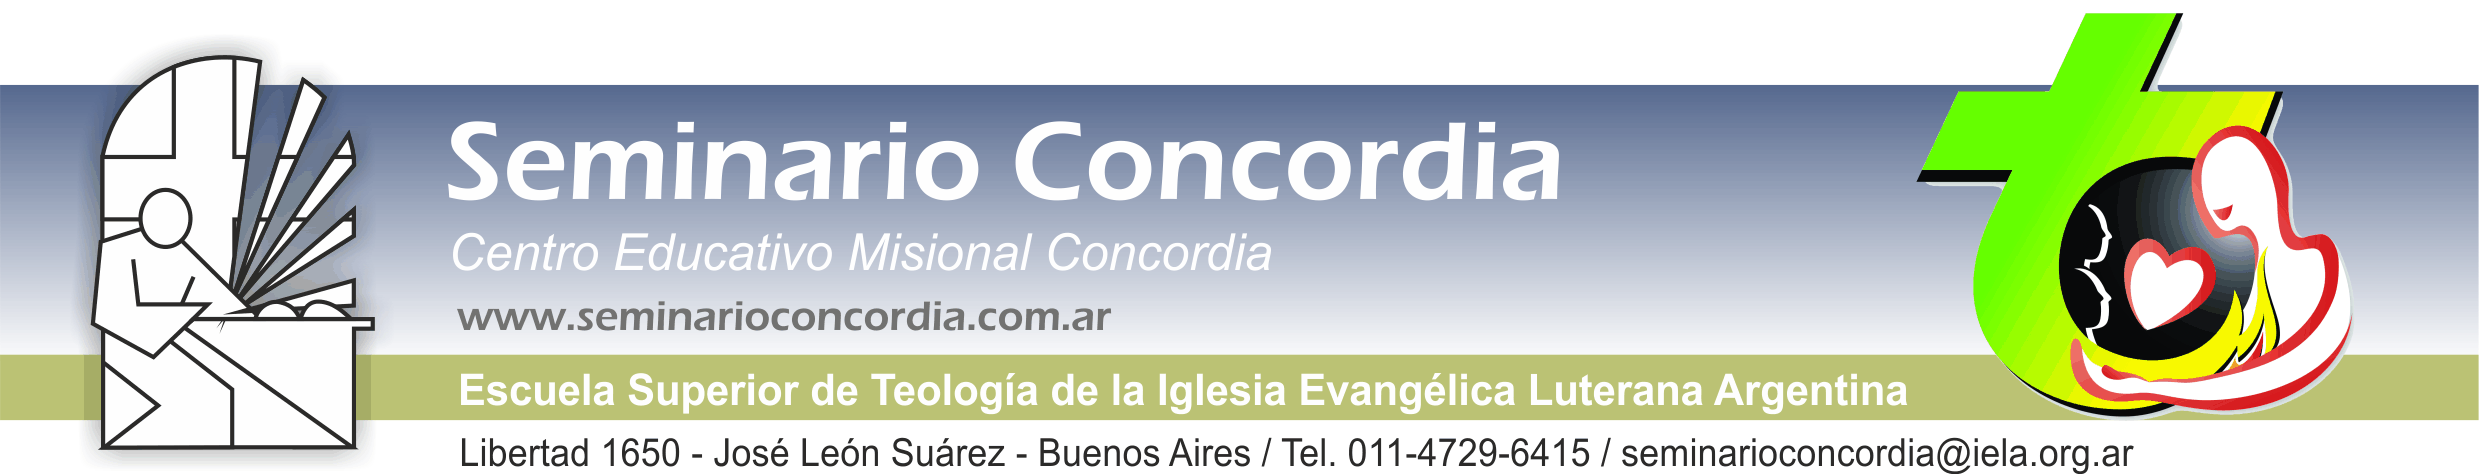 Seminario Concordia
Centro Educativo Misional Concordia
www.seminarioconcordia.com.ar
Escuela Superior de Teología de la Iglesia Evangélica Luterana Argentina
Libertad 1650 - José León Suárez - Buenos Aires / Tel. 011-4729-6415 / seminarioconcordia@iela.org.ar